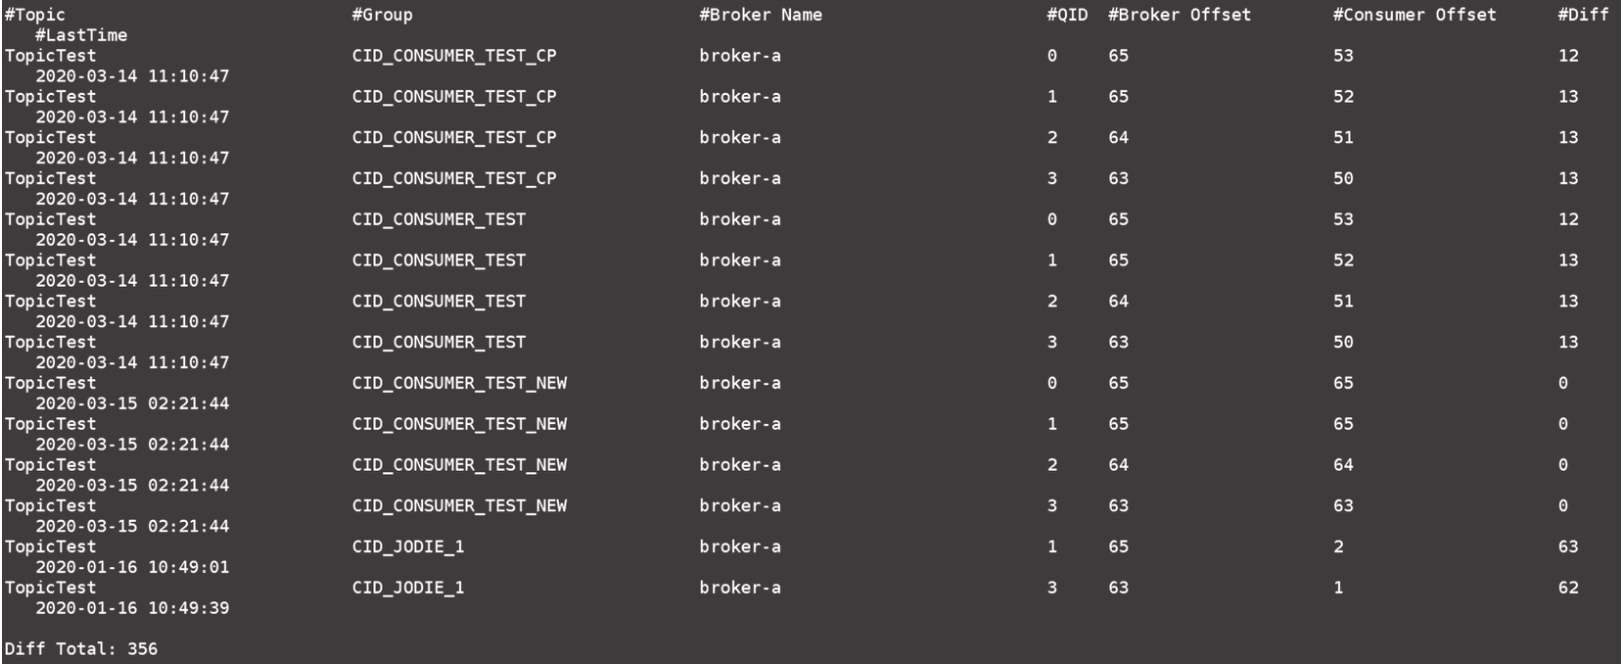 #Topic #Group #Broker Name #QID #Broker Offset #Consumer Offset #Diff
#LastTime
TopicTest CID_CONSUMER_TEST_CP broker-a 0 65 53 12
2020-03-14 11:10:47
TopicTest CID_CONSUMER_TEST_CP broker-a 1 65 52 13
2020-03-14 11:10:47
TopicTest CID_CONSUMER_TEST_CP broker-a 2 64 51 13
2020-03-14 11:10:47
TopicTest CID_CONSUMER_TEST_CP broker-a 3 63 50 13
2020-03-14 11:10:47
TopicTest CID_CONSUMER_TEST broker-a 0 65 53 12
2020-03-14 11:10:47
TopicTest CID_CONSUMER_TEST broker-a 1 65 52 13
2020-03-14 11:10:47
TopicTest CID_CONSUMER_TEST broker-a 2 64 51 13
2020-03-14 11:10:47
TopicTest CID_CONSUMER_TEST broker-a 3 63 50 13
2020-03-14 11:10:47
TopicTest CID_CONSUMER_TEST_NEW broker-a 0 65 65 0
2020-03-15 02:21:44
TopicTest CID_CONSUMER_TEST_NEW broker-a 1 65 65 0
2020-03-15 02:21:44
TopicTest CID_CONSUMER_TEST_NEW broker-a 2 64 64 0
2020-03-15 02:21:44
TopicTest CID_CONSUMER_TEST_NEW broker-a 3 63 63 0
2020-03-15 02:21:44
TopicTest CID_JODIE_1 broker-a 1 65 2 63
2020-01-16 10:49:01
TopicTest CID_JODIE_1 broker-a 3 63 1 62
2020-01-16 10:49:39
Diff Total: 356